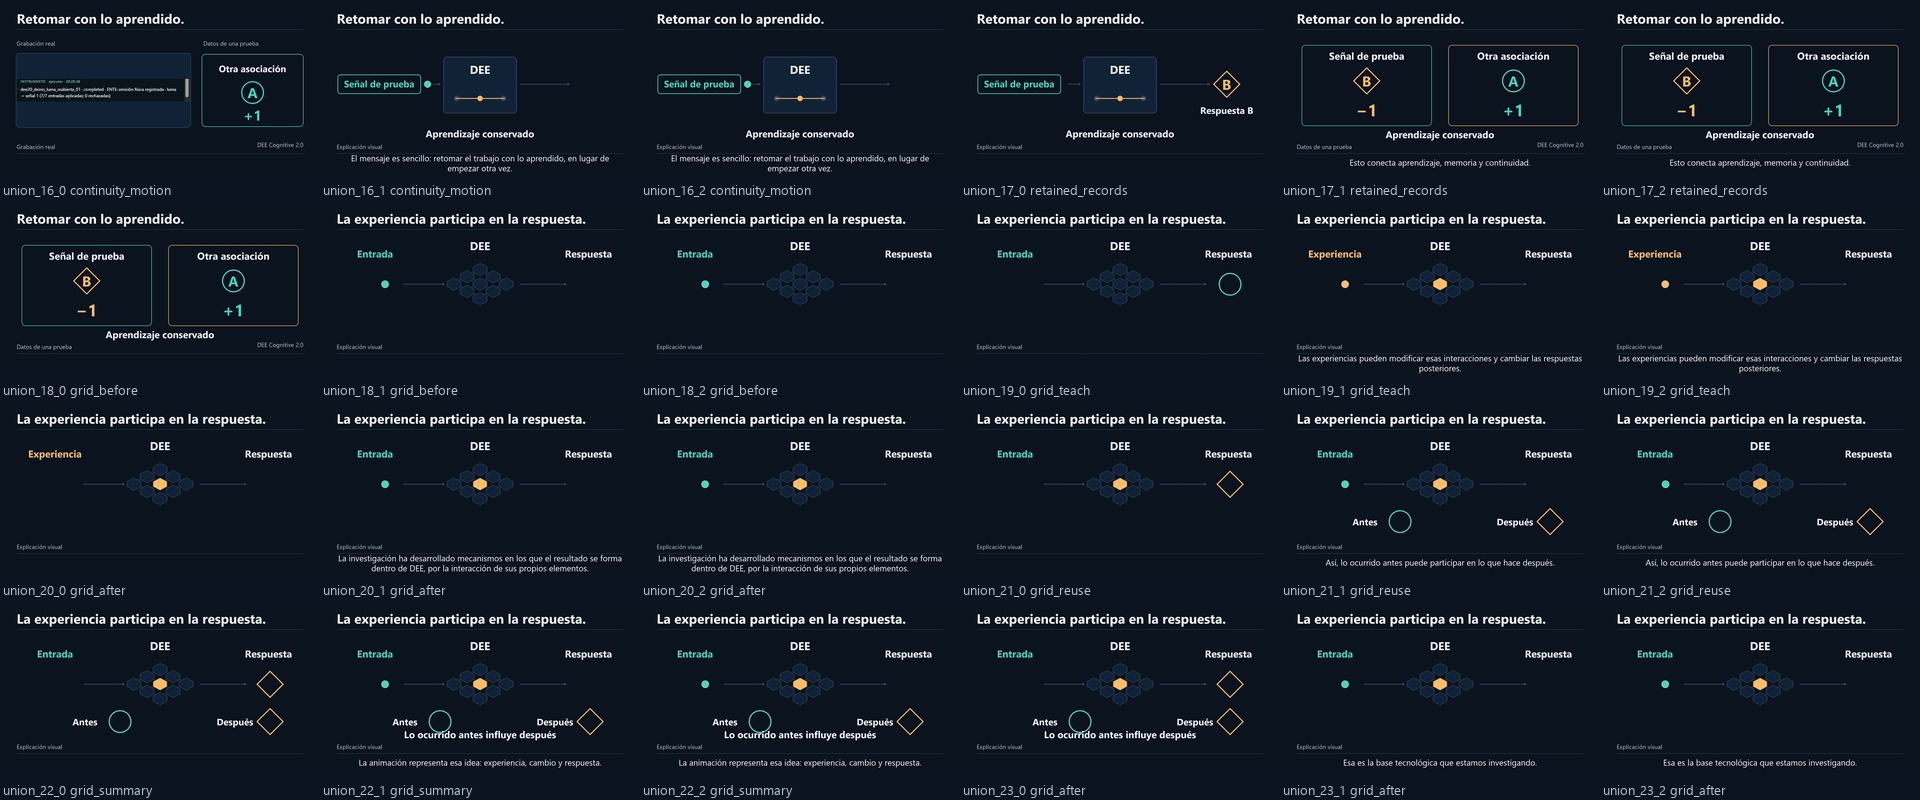 Retomar con lo aprendido.
Grabación real
Datos de una prueba
Otra asociación
A
+1
Grabación real
DEE Cognitive 2.0
union_16_0 continuity_motion
Retomar con lo aprendido.
DEE
Señal de prueba
Aprendizaje conservado
Explicación visual
El mensaje es sencillo: retomar el trabajo con lo aprendido, en lugar de
empezar otra vez.
union_16_1 continuity_motion
Retomar con lo aprendido.
DEE
Señal de prueba
Aprendizaje conservado
Explicación visual
El mensaje es sencillo: retomar el trabajo con lo aprendido, en lugar de
empezar otra vez.
union_16_2 continuity_motion
Retomar con lo aprendido.
DEE
Señal de prueba
B
Respuesta B
Aprendizaje conservado
Explicación visual
union_17_0 retained_records
Retomar con lo aprendido.
Señal de prueba
B
−1
Otra asociación
A
+1
Aprendizaje conservado
Datos de una prueba
DEE Cognitive 2.0
Esto conecta aprendizaje, memoria y continuidad.
union_17_1 retained_records
Retomar con lo aprendido.
Señal de prueba
B
−1
Otra asociación
A
+1
Aprendizaje conservado
Datos de una prueba
DEE Cognitive 2.0
Esto conecta aprendizaje, memoria y continuidad.
union_17_2 retained_records
Retomar con lo aprendido.
Señal de prueba
B
−1
Otra asociación
A
+1
Aprendizaje conservado
Datos de una prueba
DEE Cognitive 2.0
union_18_0 grid_before
La experiencia participa en la respuesta.
DEE
Entrada
Respuesta
Explicación visual
union_18_1 grid_before
La experiencia participa en la respuesta.
DEE
Entrada
Respuesta
Explicación visual
union_18_2 grid_before
La experiencia participa en la respuesta.
DEE
Entrada
Respuesta
Explicación visual
union_19_0 grid_teach
La experiencia participa en la respuesta.
DEE
Experiencia
Respuesta
Explicación visual
Las experiencias pueden modificar esas interacciones y cambiar las respuestas
posteriores.
union_19_1 grid_teach
La experiencia participa en la respuesta.
DEE
Experiencia
Respuesta
Explicación visual
Las experiencias pueden modificar esas interacciones y cambiar las respuestas
posteriores.
union_19_2 grid_teach
La experiencia participa en la respuesta.
DEE
Experiencia
Respuesta
Explicación visual
union_20_0 grid_after
La experiencia participa en la respuesta.
DEE
Entrada
Respuesta
Explicación visual
La investigación ha desarrollado mecanismos en los que el resultado se forma
dentro de DEE, por la interacción de sus propios elementos.
union_20_1 grid_after
La experiencia participa en la respuesta.
DEE
Entrada
Respuesta
Explicación visual
La investigación ha desarrollado mecanismos en los que el resultado se forma
dentro de DEE, por la interacción de sus propios elementos.
union_20_2 grid_after
La experiencia participa en la respuesta.
DEE
Entrada
Respuesta
Explicación visual
union_21_0 grid_reuse
La experiencia participa en la respuesta.
DEE
Entrada
Respuesta
Antes
Después
Explicación visual
Así, lo ocurrido antes puede participar en lo que hace después.
union_21_1 grid_reuse
La experiencia participa en la respuesta.
DEE
Entrada
Respuesta
Antes
Después
Explicación visual
Así, lo ocurrido antes puede participar en lo que hace después.
union_21_2 grid_reuse
La experiencia participa en la respuesta.
DEE
Entrada
Respuesta
Antes
Después
Explicación visual
union_22_0 grid_summary
La experiencia participa en la respuesta.
DEE
Entrada
Respuesta
Antes
Después
Lo ocurrido antes influye después
Explicación visual
La animación representa esa idea: experiencia, cambio y respuesta.
union_22_1 grid_summary
La experiencia participa en la respuesta.
DEE
Entrada
Respuesta
Antes
Después
Lo ocurrido antes influye después
Explicación visual
La animación representa esa idea: experiencia, cambio y respuesta.
union_22_2 grid_summary
La experiencia participa en la respuesta.
DEE
Entrada
Respuesta
Antes
Después
Lo ocurrido antes influye después
Explicación visual
union_23_0 grid_after
La experiencia participa en la respuesta.
DEE
Entrada
Respuesta
Explicación visual
Esa es la base tecnológica que estamos investigando.
union_23_1 grid_after
La experiencia participa en la respuesta.
DEE
Entrada
Respuesta
Explicación visual
Esa es la base tecnológica que estamos investigando.
union_23_2 grid_after